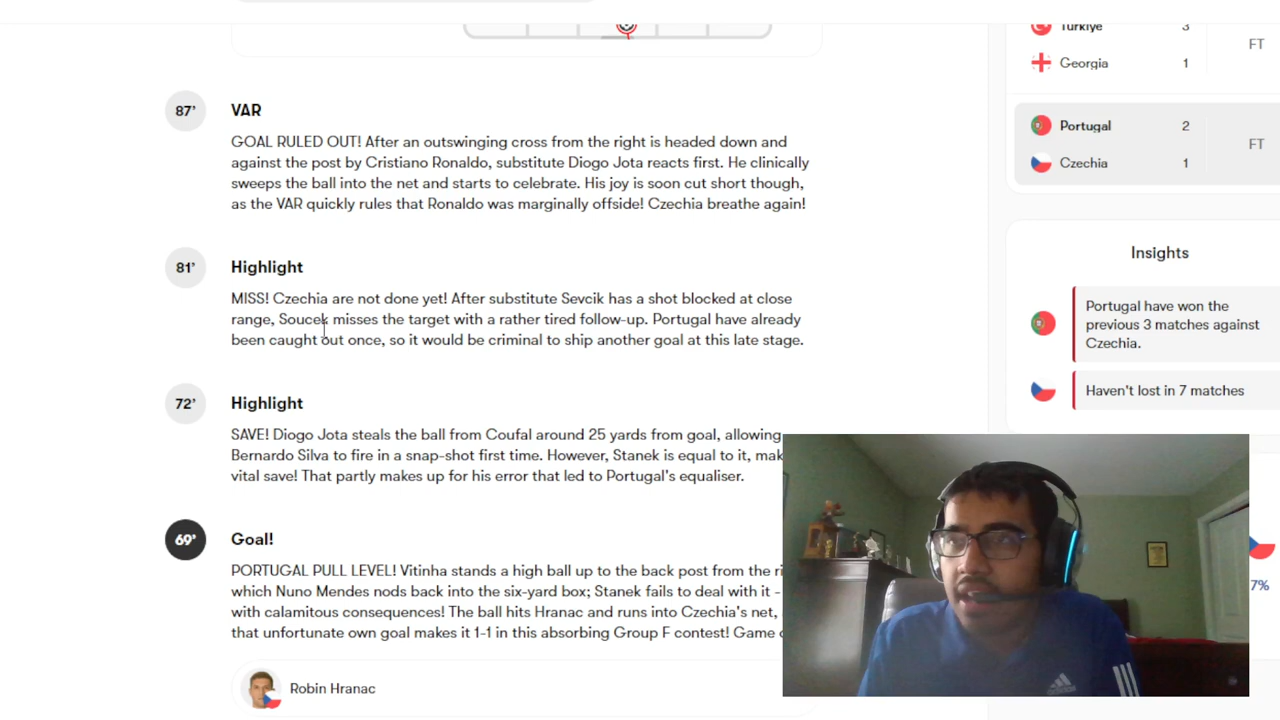 Türkiye 3
FT
Georgia 1
87’
VAR
GOAL RULED OUT! After an outswinging cross from the right is headed down and
against the post by Cristiano Ronaldo, substitute Diogo Jota reacts first. He clinically
sweeps the ball into the net and starts to celebrate. His joy is soon cut short though,
as the VAR quickly rules that Ronaldo was marginally offside! Czechia breathe again!
Portugal 2
FT
Czechia 1
81’
Highlight
MISS! Czechia are not done yet! After substitute Sevcik has a shot blocked at close
range, Soucek misses the target with a rather tired follow-up. Portugal have already
been caught out once, so it would be criminal to ship another goal at this late stage.
Insights
Portugal have won the
previous 3 matches against
Czechia.
Haven't lost in 7 matches
72’
Highlight
SAVE! Diogo Jota steals the ball from Coufal around 25 yards from goal, allowing
Bernardo Silva to fire in a snap-shot first time. However, Stanek is equal to it, mak
vital save! That partly makes up for his error that led to Portugal's equaliser.
69’
Goal!
PORTUGAL PULL LEVEL! Vitinha stands a high ball up to the back post from the ri
which Nuno Mendes nods back into the six-yard box; Stanek fails to deal with it -
with calamitous consequences! The ball hits Hranac and runs into Czechia's net,
that unfortunate own goal makes it 1-1 in this absorbing Group F contest! Game
7%
Robin Hranac